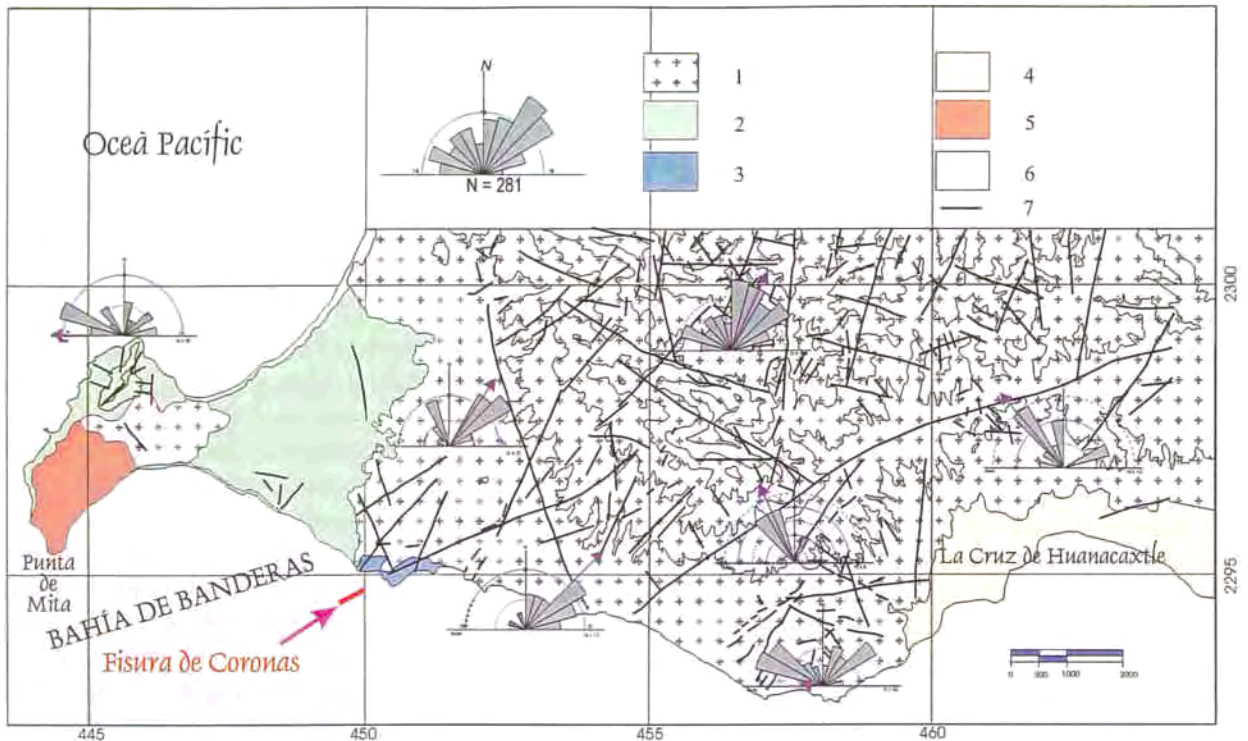 N
Oceà Pacífic
N = 281
1
2
3
4
5
6
7
2300
2295
Punta
de
Mita
BAHÍA DE BANDERAS
Fisura de Coronas
La Cruz de Huanacaxtle
0 500 1000 2000
445 450 455 460